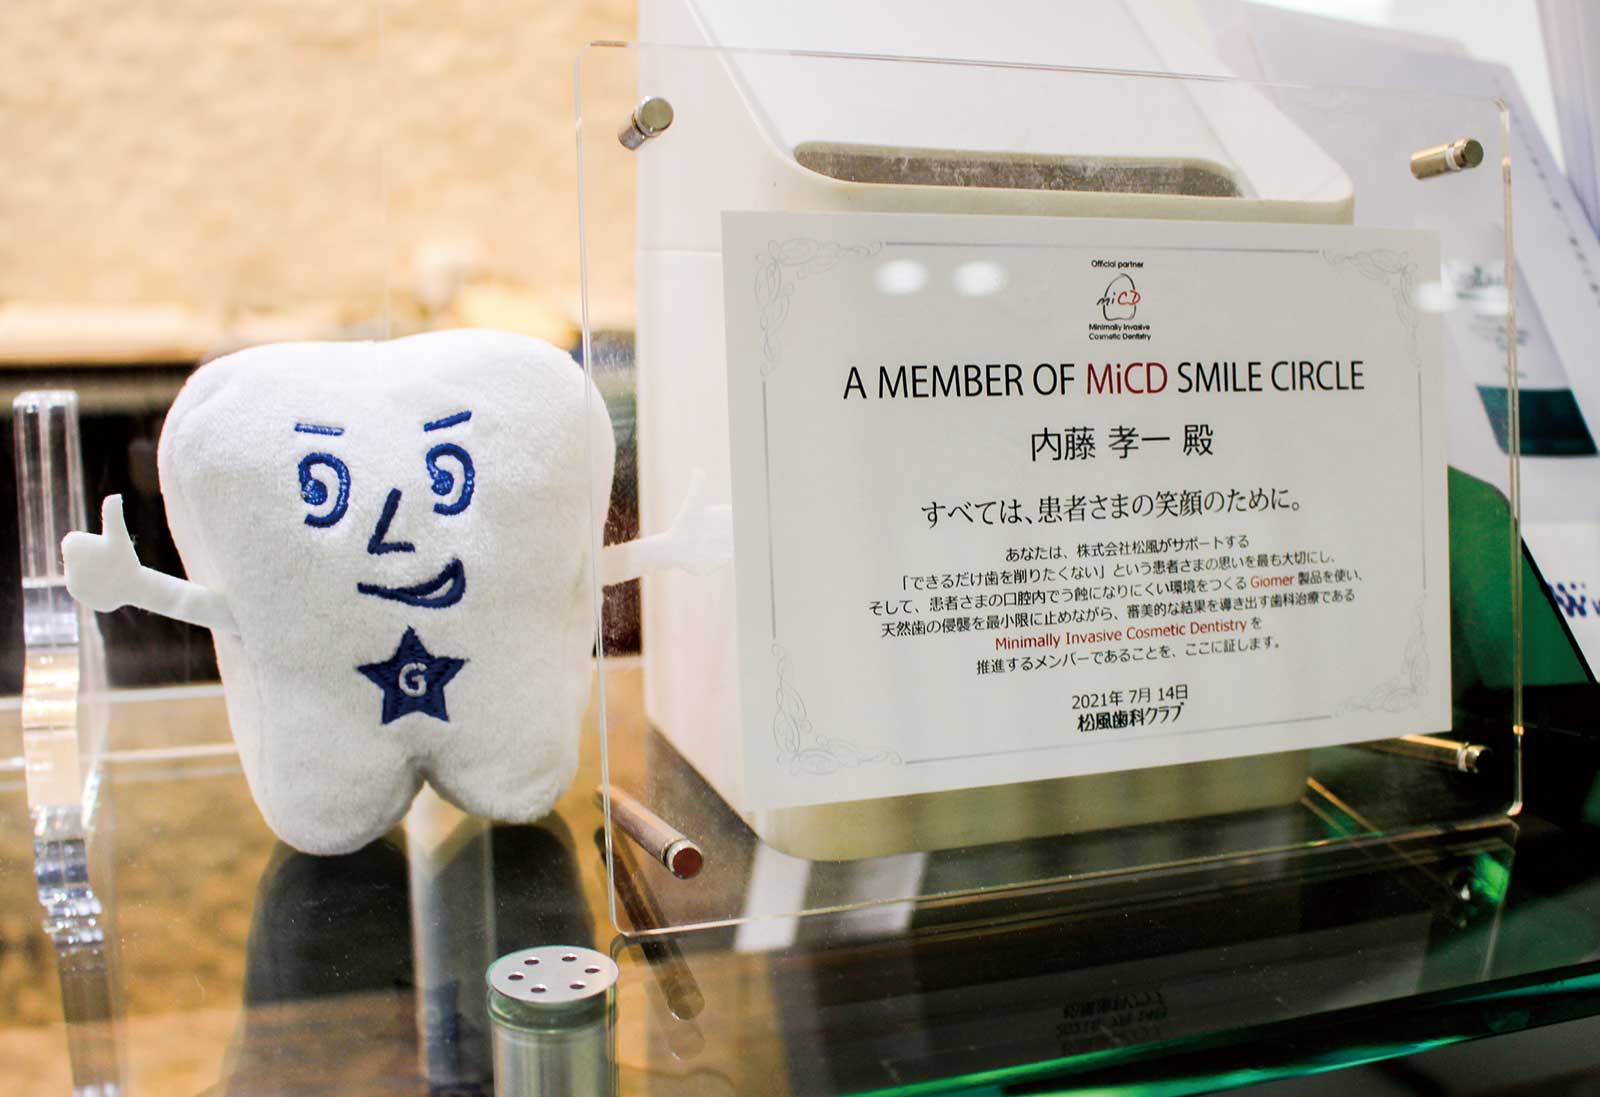 Official partner
MiCD
Minimally Invasive
Cosmetic Dentistry
A MEMBER OF MiCD SMILE CIRCLE
内藤 孝一 殿
すべては、患者さまの笑顔のために。
あなたは、株式会社松風がサポートする
「できるだけ歯を削りたくない」という患者さまの思いを最も大切にし、
そして、患者さまの口腔内でう蝕になりにくい環境をつくる Giomer 製品を使い、
天然歯の侵襲を最小限に止めながら、審美的な結果を導き出す歯科治療である
Minimally Invasive Cosmetic Dentistry を
推進するメンバーであることを、ここに証します。
2021年 7月 14日
松風歯科クラブ
G